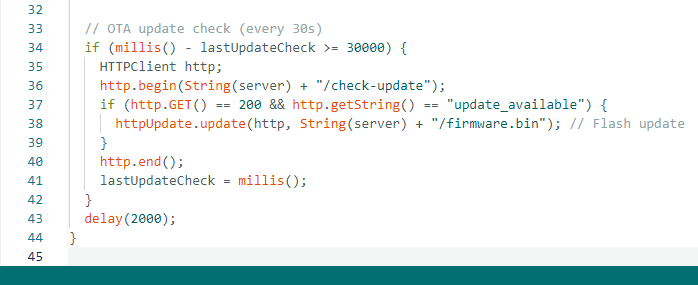 32
33 // OTA update check (every 30s)
34 if (millis() - lastUpdateCheck >= 30000) {
35 HTTPClient http;
36 http.begin(String(server) + "/check-update");
37 if (http.GET() == 200 && http.getString() == "update_available") {
38 httpUpdate.update(http, String(server) + "/firmware.bin"); // Flash update
39 }
40 http.end();
41 lastUpdateCheck = millis();
42 }
43 delay(2000);
44 }
45